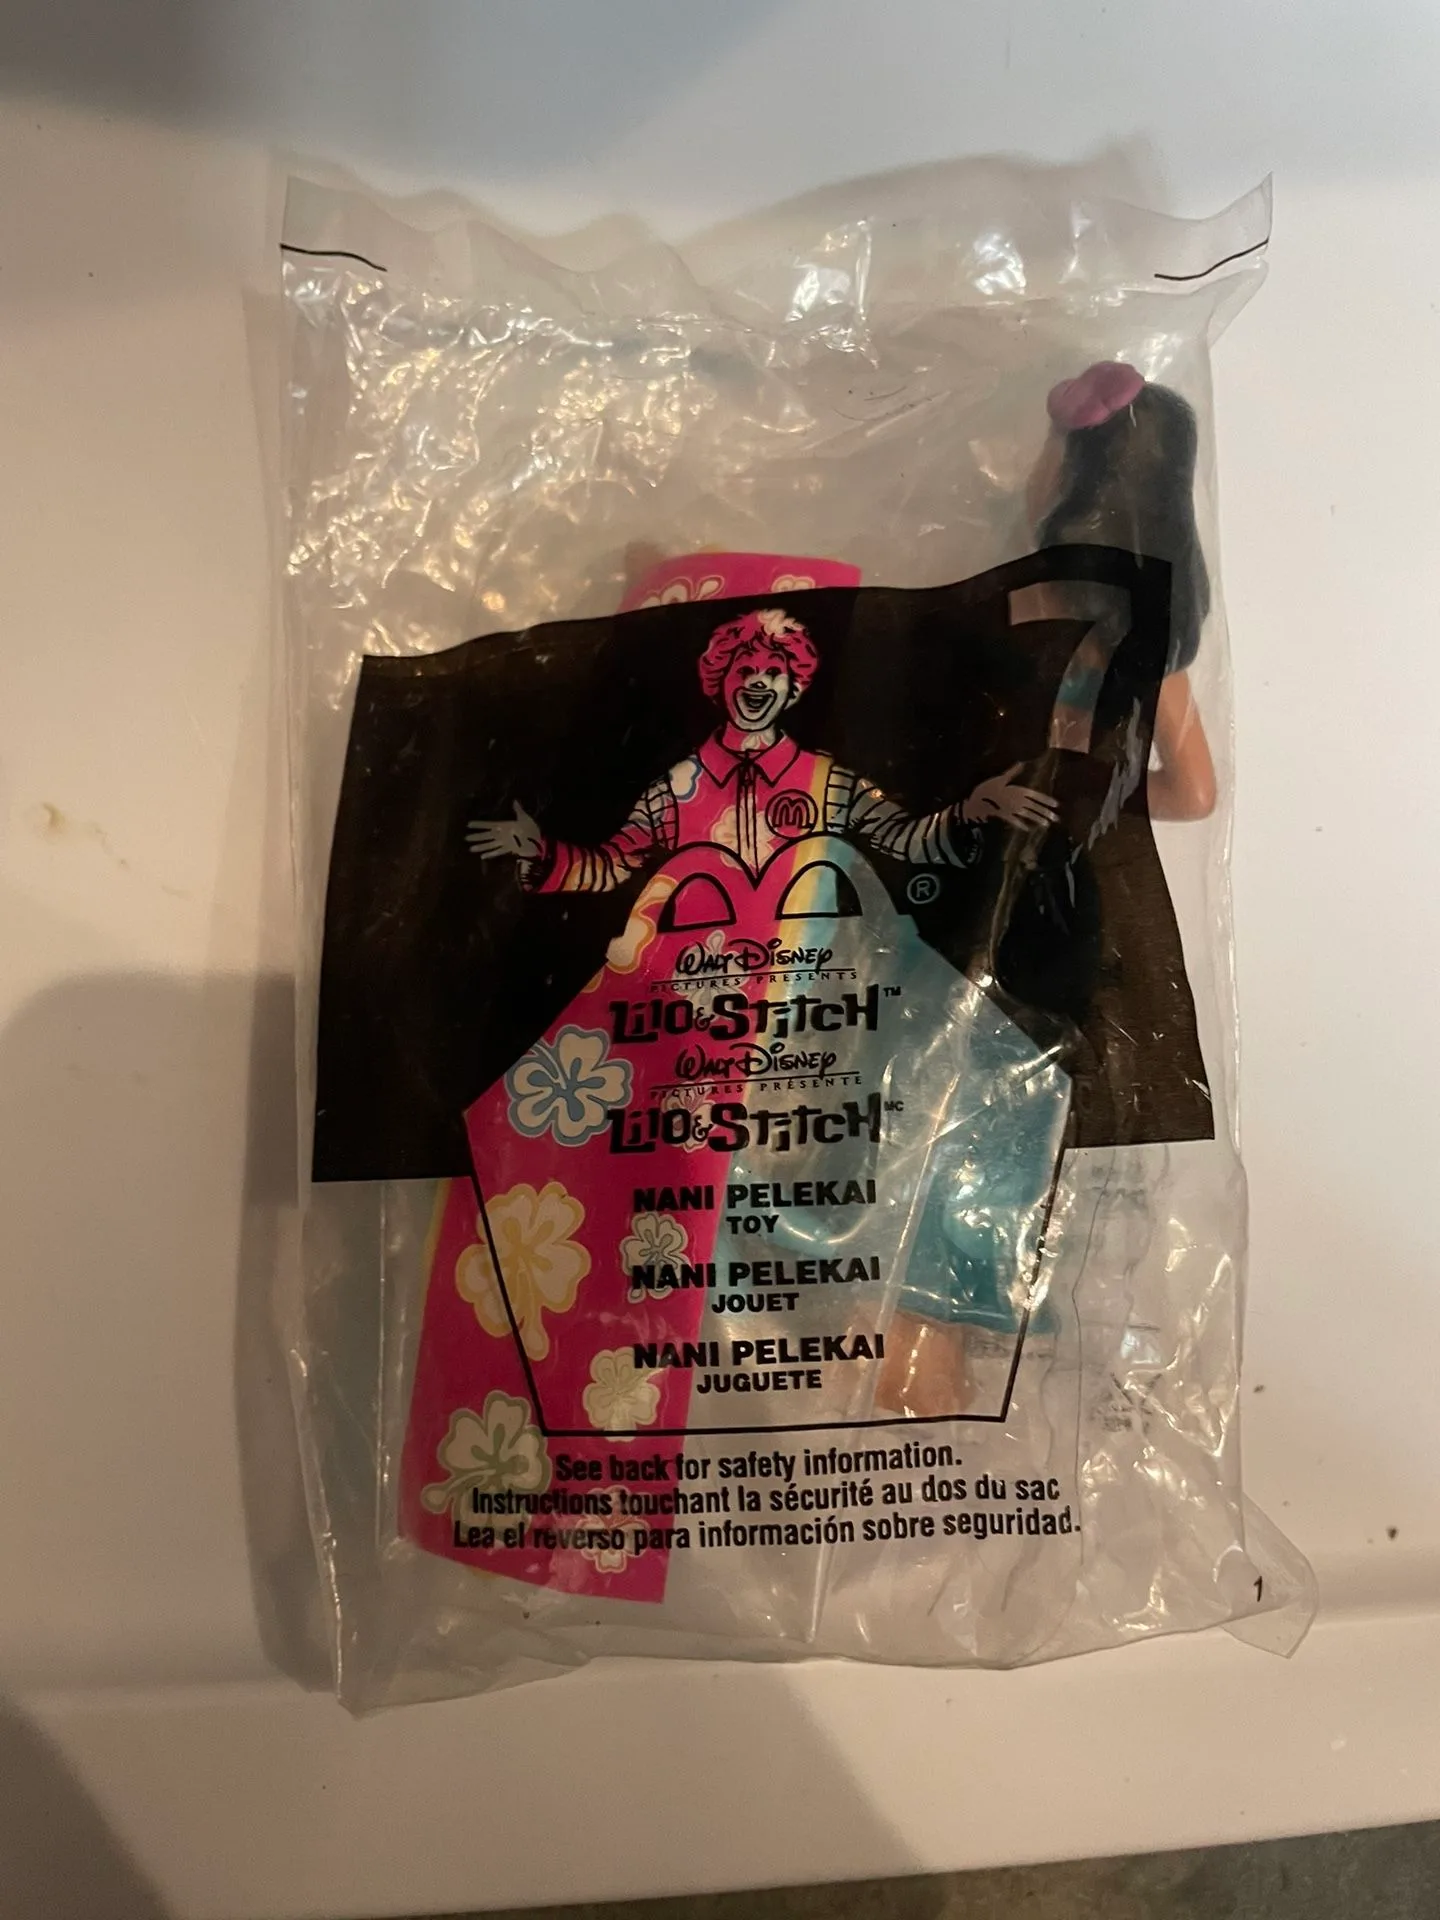 7
M
®
WALT DISNEY
PICTURES PRESENTS
LILO & STITCH™
WALT DISNEY
PICTURES PRÉSENTE
LILO & STITCH MC
NANI PELEKAI
TOY
NANI PELEKAI
JOUET
NANI PELEKAI
JUGUETE
See back for safety information.
Instructions touchant la sécurité au dos du sac
Lea el reverso para información sobre seguridad.
1